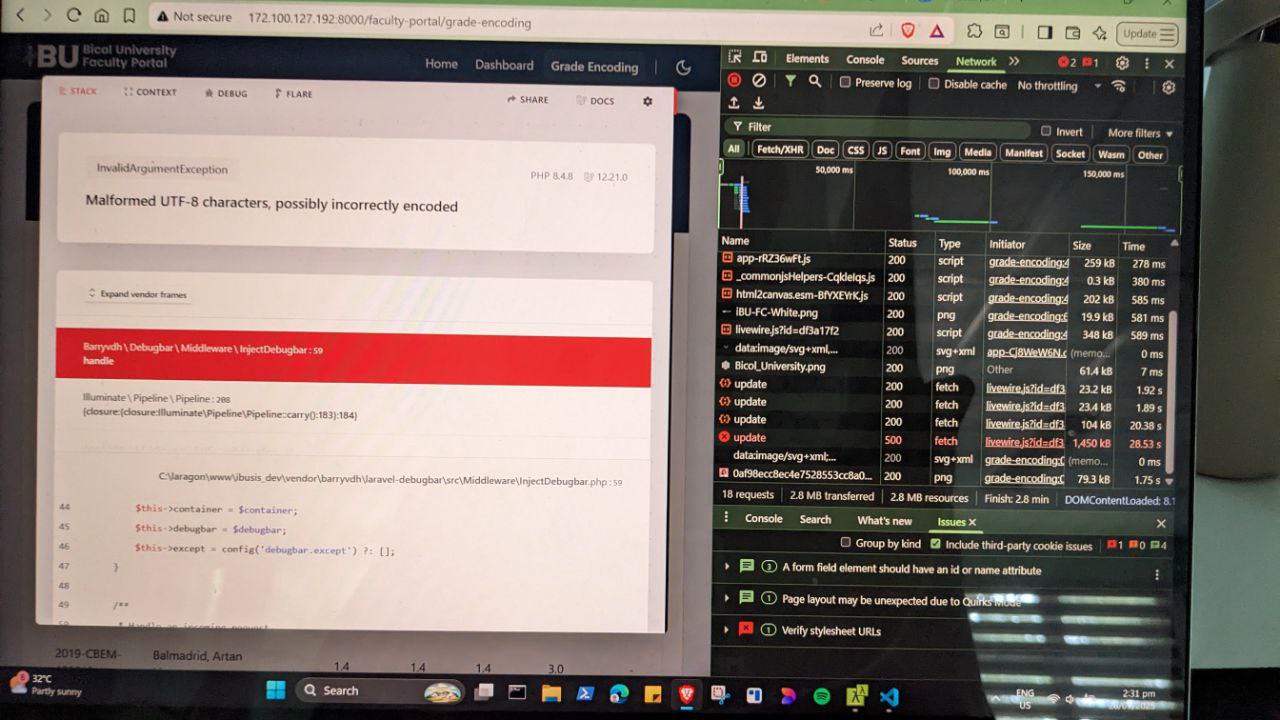 Not secure 172.100.127.192:8000/faculty-portal/grade-encoding
Update
BU Bicol University
Faculty Portal
Home Dashboard Grade Encoding
STACK CONTEXT DEBUG FLARE
SHARE DOCS
InvalidArgumentException
PHP 8.4.8 12.21.0
Malformed UTF-8 characters, possibly incorrectly encoded
Expand vendor frames
Barryvdh\Debugbar\Middleware\InjectDebugbar:59
handle
Illuminate\Pipeline\Pipeline:208
{closure:{closure:Illuminate\Pipeline\Pipeline::carry():183}:184}
C:\laragon\www\ibusis_dev\vendor\barryvdh\laravel-debugbar\src\Middleware\InjectDebugbar.php:59
44 $this->container = $container;
45 $this->debugbar = $debugbar;
46 $this->except = config('debugbar.except') ?: [];
47 }
48
49 /**
2019-CBEM- Balmadrid, Artan 1.4 1.4 1.4 3.0 -
Elements Console Sources Network 2 1
Preserve log Disable cache No throttling
Filter Invert More filters
All Fetch/XHR Doc CSS JS Font Img Media Manifest Socket Wasm Other
50,000 ms 100,000 ms 150,000 ms
Name Status Type Initiator Size Time
app-rRZ36wFt.js 200 script grade-encoding:4 259 kB 278 ms
_commonjsHelpers-CqkleIqs.js 200 script grade-encoding:4 0.3 kB 380 ms
html2canvas.esm-BfYXEYrK.js 200 script grade-encoding:4 202 kB 585 ms
iBU-FC-White.png 200 png grade-encoding:6 19.9 kB 581 ms
livewire.js?id=df3a17f2 200 script grade-encoding:4 348 kB 589 ms
data:image/svg+xml,... 200 svg+xml app-CJ8WeW6N.c (memo... 0 ms
Bicol_University.png 200 png Other 61.4 kB 7 ms
update 200 fetch livewire.js?id=df3 23.2 kB 1.92 s
update 200 fetch livewire.js?id=df3 23.4 kB 1.89 s
update 200 fetch livewire.js?id=df3 104 kB 20.38 s
update 500 fetch livewire.js?id=df3 1,450 kB 28.53 s
data:image/svg+xml;... 200 svg+xml grade-encoding:0 (memo... 0 ms
0af98ecc8ec4e7528553cc8a0... 200 png grade-encoding:0 79.3 kB 1.75 s
18 requests 2.8 MB transferred 2.8 MB resources Finish: 2.8 min DOMContentLoaded: 8.1
Console Search What's new Issues
Group by kind Include third-party cookie issues 1 0 4
3 A form field element should have an id or name attribute
1 Page layout may be unexpected due to Quirks Mode
1 Verify stylesheet URLs
32°C
Partly sunny
Search
ENG
US
2:31 pm